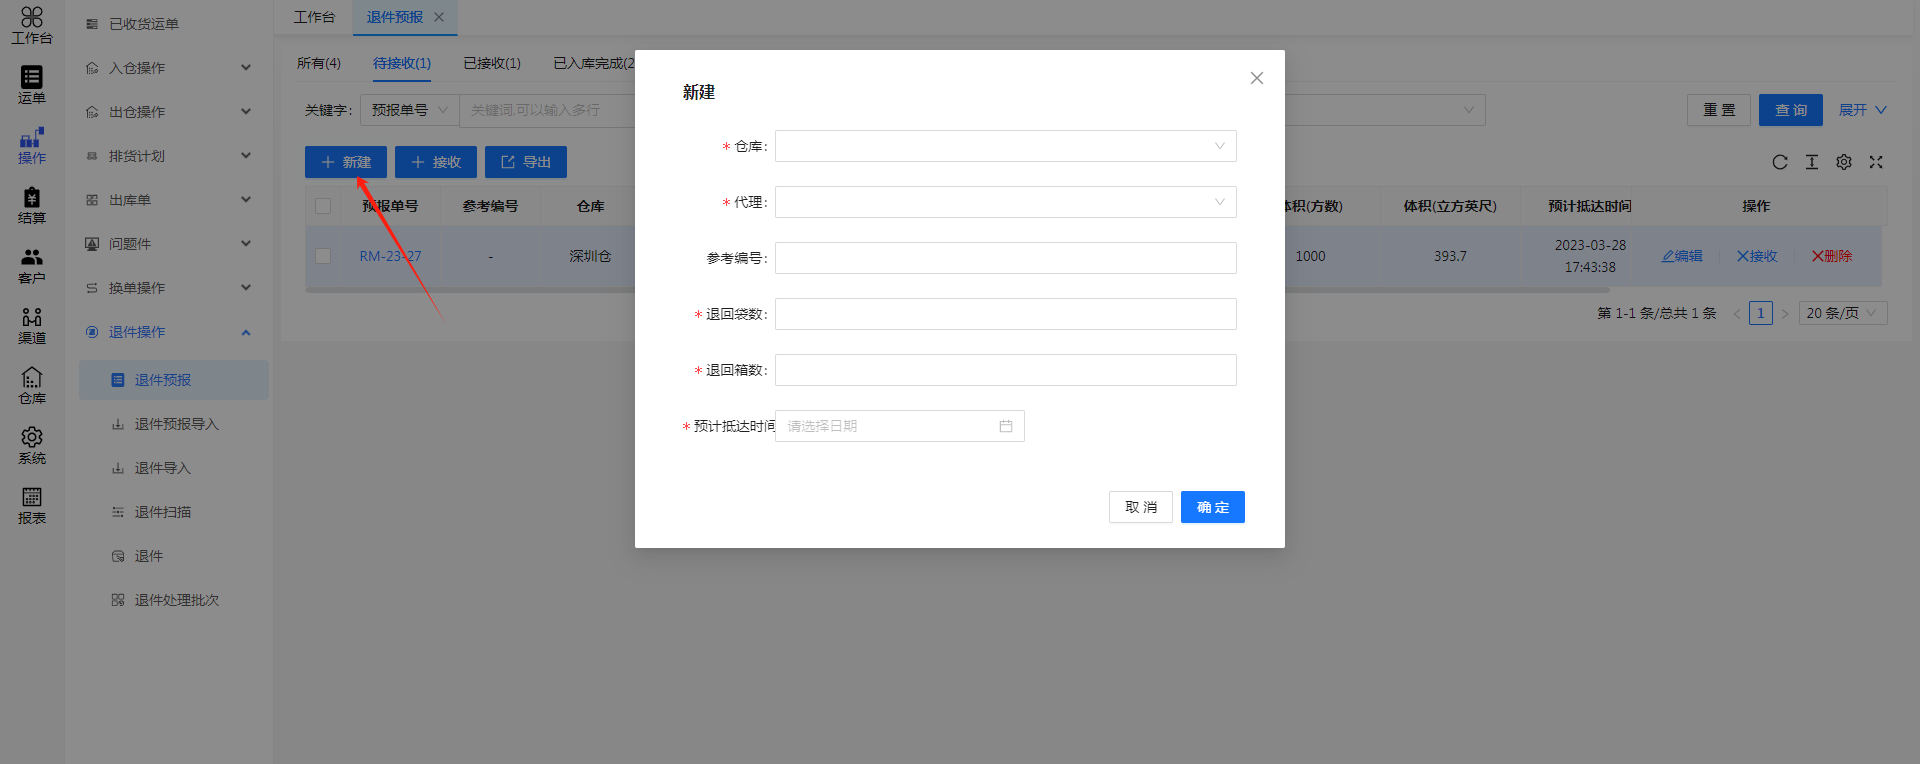 工作台
运单
操作
结算
客户
渠道
仓库
系统
报表
已收货运单
入仓操作
出仓操作
排货计划
出库单
问题件
换单操作
退件操作
退件预报
退件预报导入
退件导入
退件扫描
退件
退件处理批次
工作台 退件预报
所有(4) 待接收(1) 已接收(1) 已入库完成(2
关键字: 预报单号 关键词,可以输入多行
重 置 查 询 展开
新建 接收 导出
预报单号 参考编号 仓库 体积(方数) 体积(立方英尺) 预计抵达时间 操作
RM-23-27 - 深圳仓 1000 393.7 2023-03-28 17:43:38 编辑 接收 删除
第 1-1 条/总共 1 条 1 20 条/页
新建
* 仓库:
* 代理:
参考编号:
* 退回袋数:
* 退回箱数:
* 预计抵达时间 请选择日期
取 消 确 定